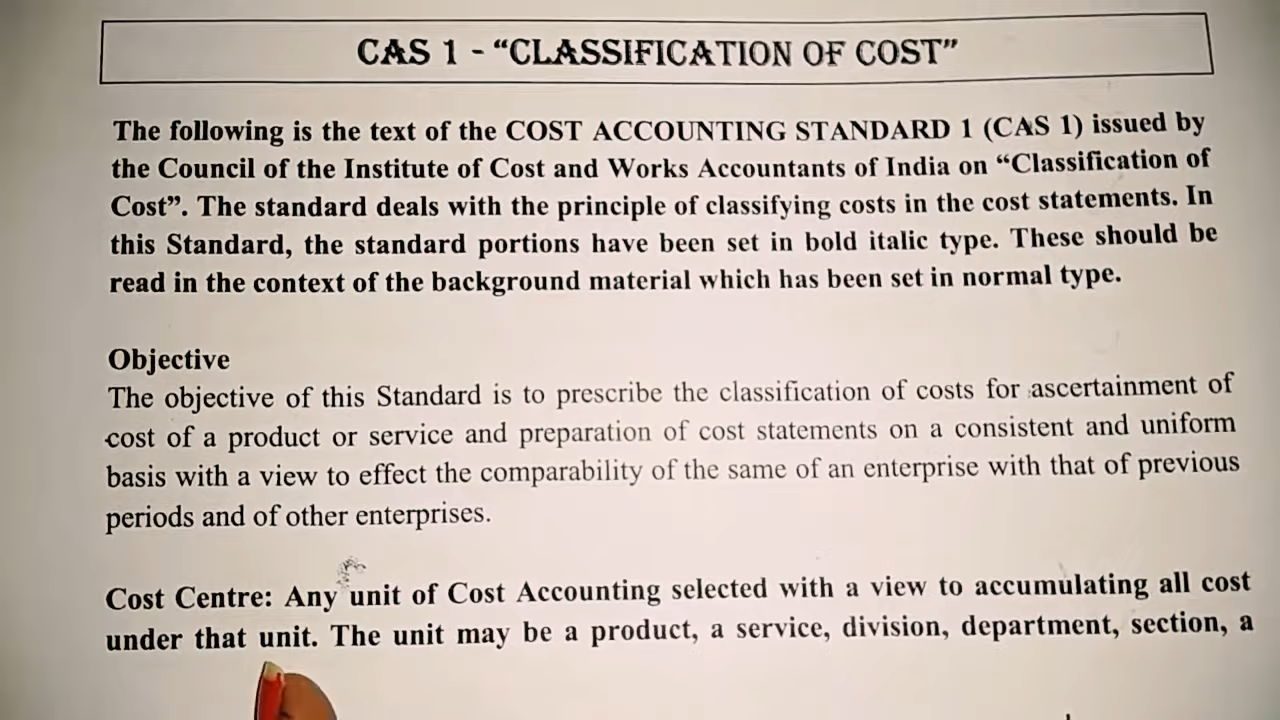 CAS 1 - “CLASSIFICATION OF COST”
The following is the text of the COST ACCOUNTING STANDARD 1 (CAS 1) issued by
the Council of the Institute of Cost and Works Accountants of India on “Classification of
Cost”. The standard deals with the principle of classifying costs in the cost statements. In
this Standard, the standard portions have been set in bold italic type. These should be
read in the context of the background material which has been set in normal type.
Objective
The objective of this Standard is to prescribe the classification of costs for ascertainment of
cost of a product or service and preparation of cost statements on a consistent and uniform
basis with a view to effect the comparability of the same of an enterprise with that of previous
periods and of other enterprises.
Cost Centre: Any unit of Cost Accounting selected with a view to accumulating all cost
under that unit. The unit may be a product, a service, division, department, section, a